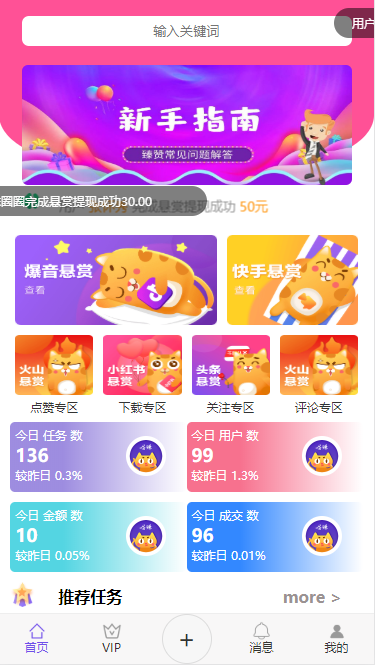 用户
输入关键词
新手指南
臻赞常见问题解答
圈圈完成悬赏提现成功30.00
完成悬赏提现成功 50元
爆音悬赏
查看
快手悬赏
查看
火山
悬赏
小红书
悬赏
头条
悬赏
火山
悬赏
点赞专区
下载专区
关注专区
评论专区
今日 任务 数
136
较昨日 0.3%
今日 用户 数
99
较昨日 1.3%
今日 金额 数
10
较昨日 0.05%
今日 成交 数
96
较昨日 0.01%
推荐任务
more >
首页
VIP
+
消息
我的